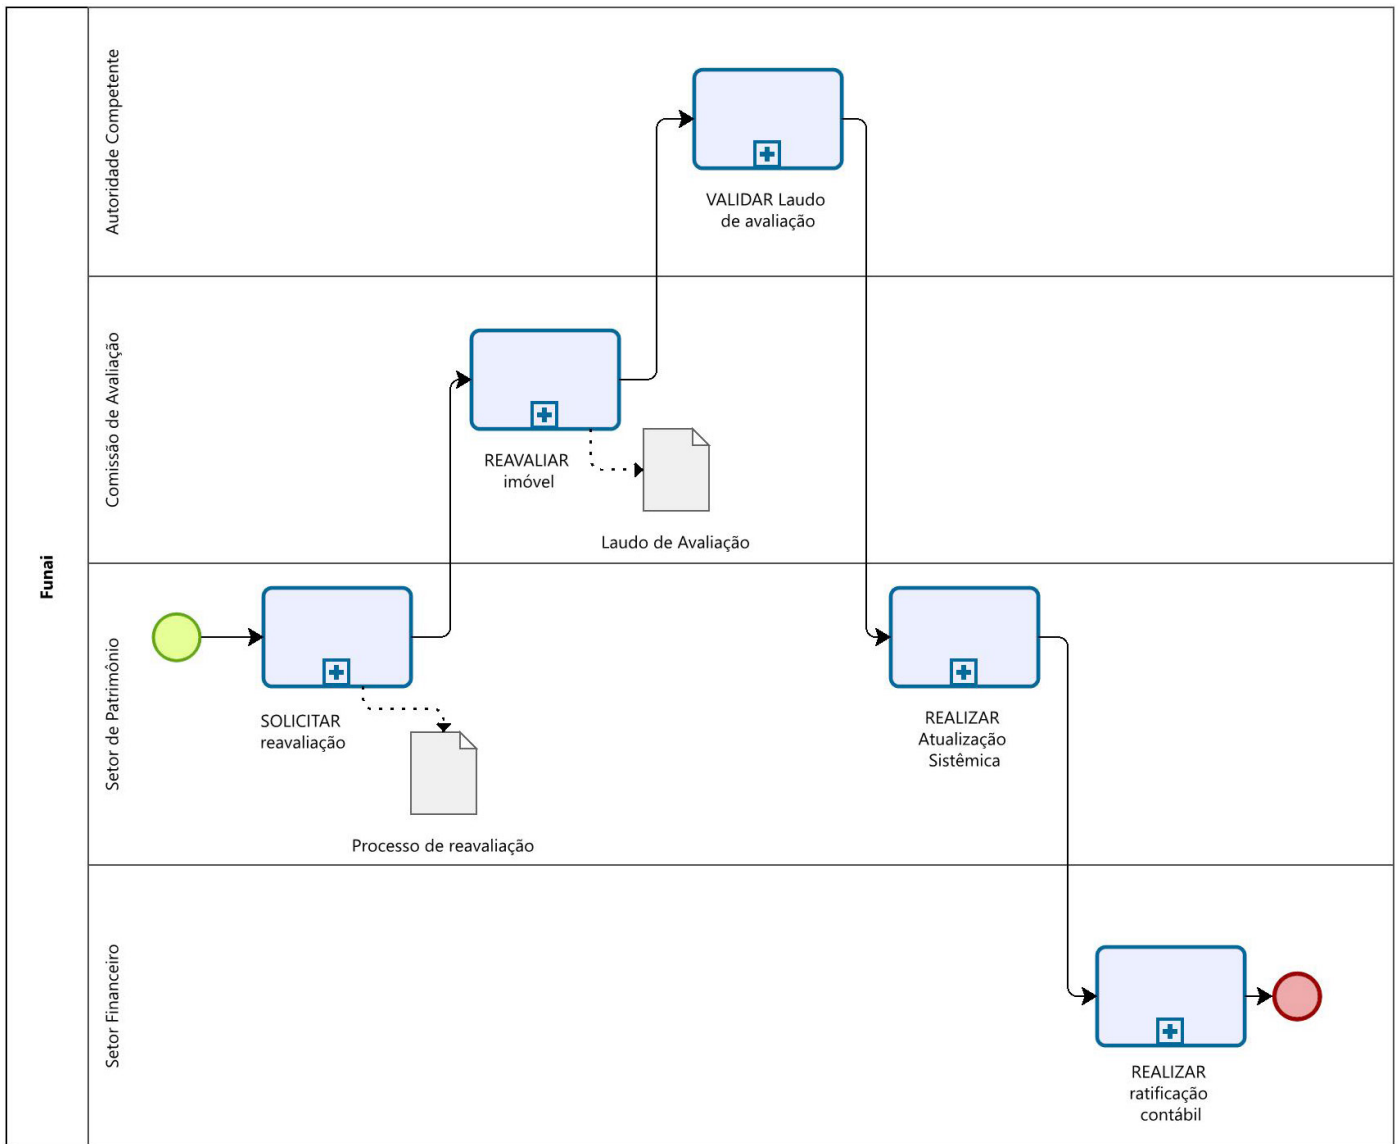 Funai
Autoridade Competente
VALIDAR Laudo
de avaliação
Comissão de Avaliação
REAVALIAR
imóvel
Laudo de Avaliação
Setor de Patrimônio
SOLICITAR
reavaliação
Processo de reavaliação
REALIZAR
Atualização
Sistêmica
Setor Financeiro
REALIZAR
ratificação
contábil